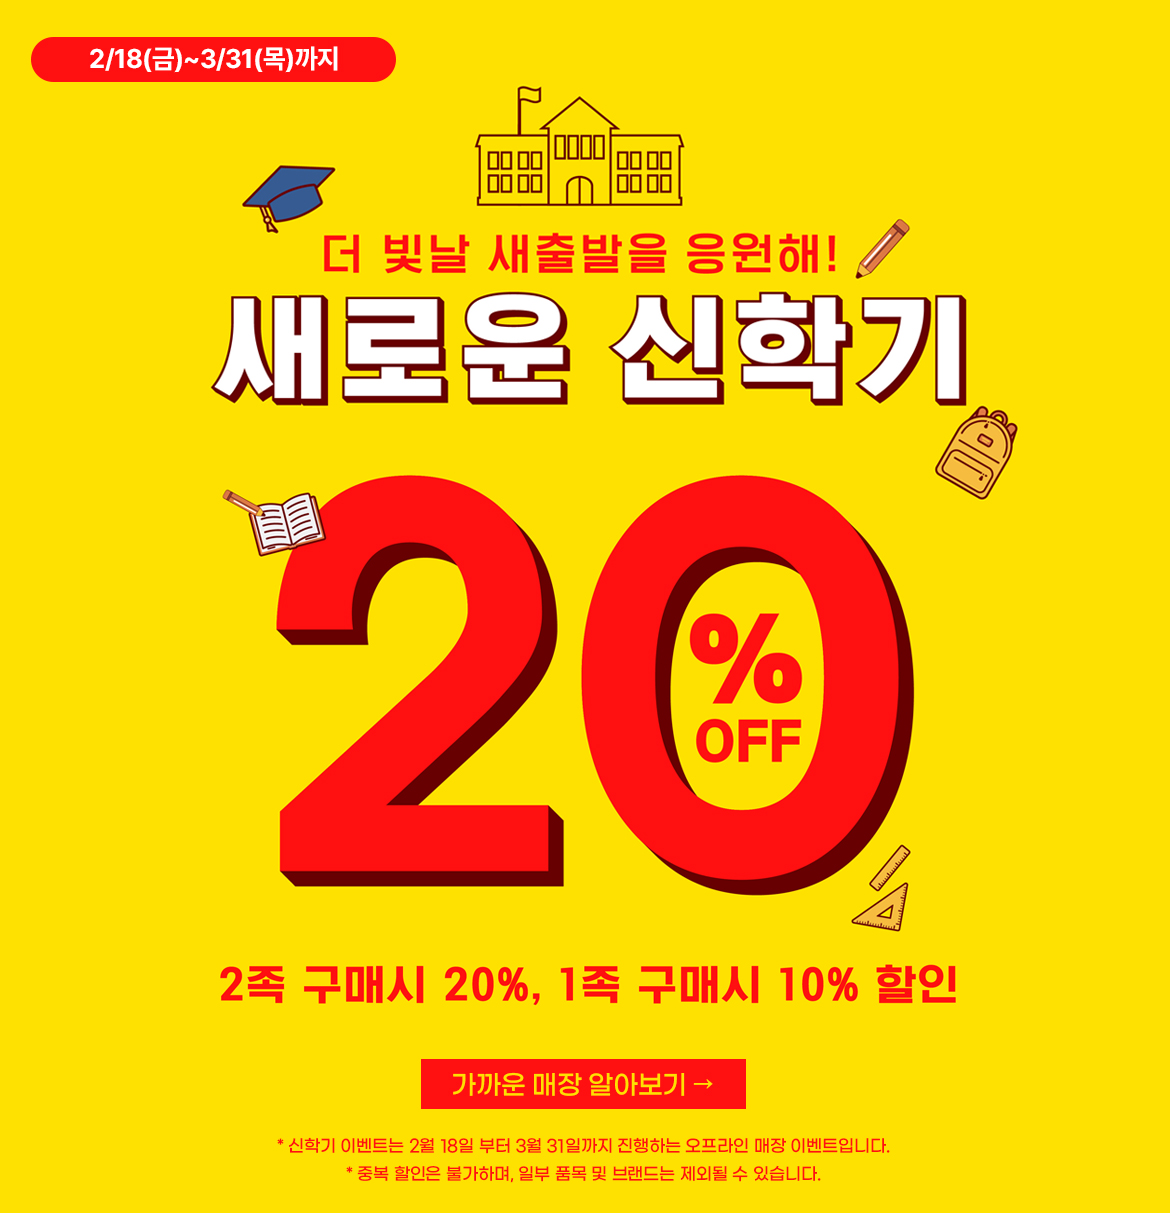 2/18(금)~3/31(목)까지
더 빛날 새출발을 응원해!
새로운 신학기
20
%
OFF
2족 구매시 20%, 1족 구매시 10% 할인
가까운 매장 알아보기 →
* 신학기 이벤트는 2월 18일 부터 3월 31일까지 진행하는 오프라인 매장 이벤트입니다.
* 중복 할인은 불가하며, 일부 품목 및 브랜드는 제외될 수 있습니다.